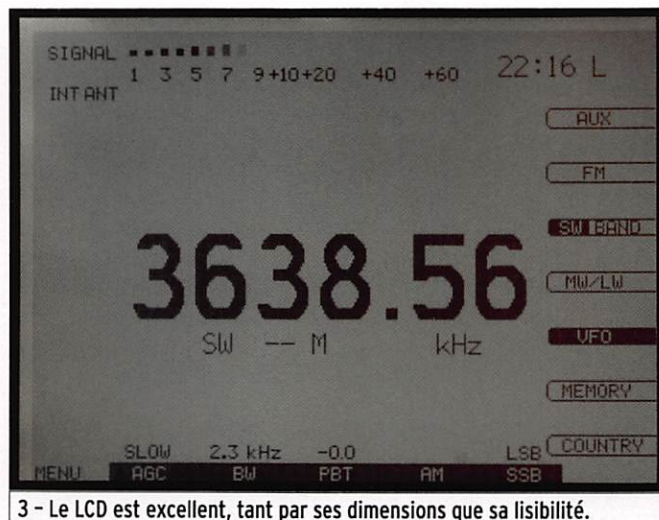 SIGNAL
1 3 5 7 9+10+20 +40 +60
22:16 L
INT ANT
AUX
FM
SW BAND
MW/LW
VFO
MEMORY
COUNTRY
3638.56
SW -- M kHz
SLOW 2.3 kHz -0.0 LSB
MENU AGC BW PBT AM SSB
3 – Le LCD est excellent, tant par ses dimensions que sa lisibilité.